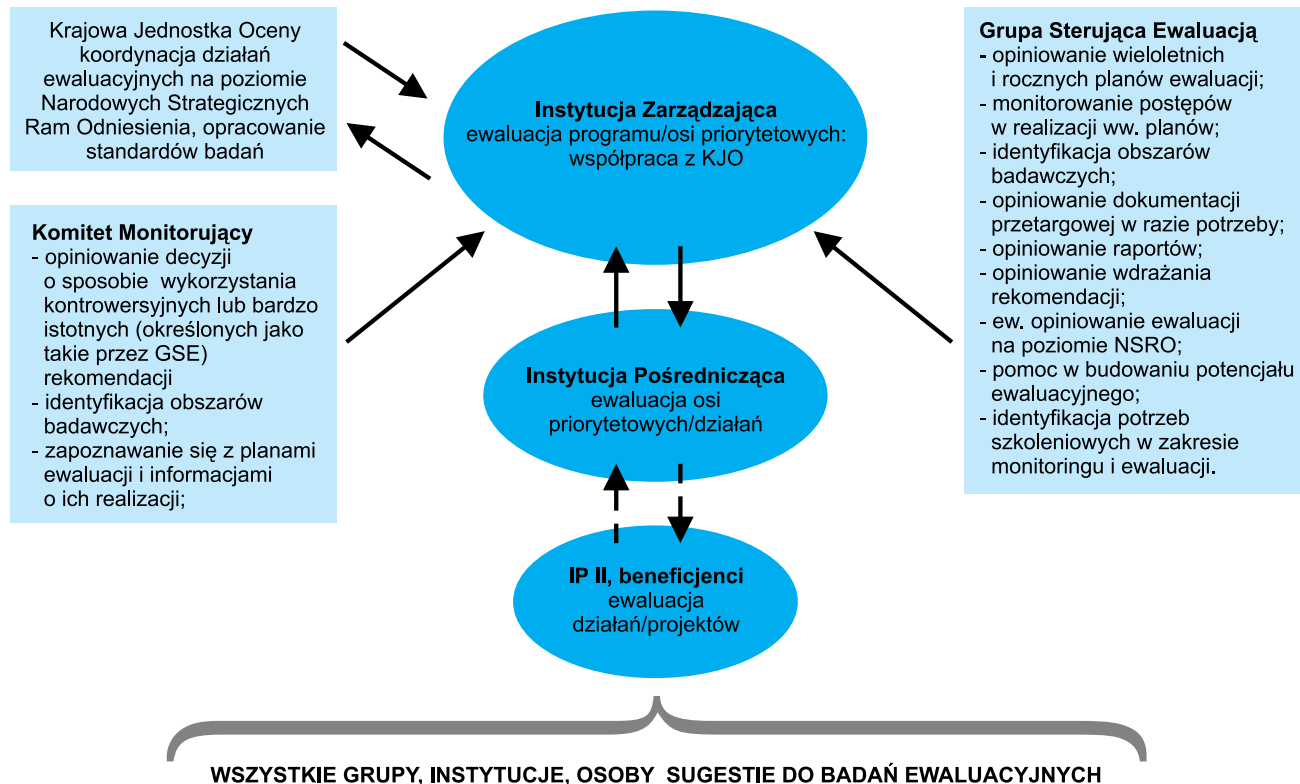 Krajowa Jednostka Oceny
koordynacja działań
ewaluacyjnych na poziomie
Narodowych Strategicznych
Ram Odniesienia, opracowanie
standardów badań
Komitet Monitorujący
- opiniowanie decyzji
o sposobie wykorzystania
kontrowersyjnych lub bardzo
istotnych (określonych jako
takie przez GSE)
rekomendacji
- identyfikacja obszarów
badawczych;
- zapoznawanie się z planami
ewaluacji i informacjami
o ich realizacji;
Instytucja Zarządzająca
ewaluacja programu/osi priorytetowych:
współpraca z KJO
Instytucja Pośrednicząca
ewaluacja osi
priorytetowych/działań
IP II, beneficjenci
ewaluacja
działań/projektów
Grupa Sterująca Ewaluacją
- opiniowanie wieloletnich
i rocznych planów ewaluacji;
- monitorowanie postępów
w realizacji ww. planów;
- identyfikacja obszarów
badawczych;
- opiniowanie dokumentacji
przetargowej w razie potrzeby;
- opiniowanie raportów;
- opiniowanie wdrażania
rekomendacji;
- ew. opiniowanie ewaluacji
na poziomie NSRO;
- pomoc w budowaniu potencjału
ewaluacyjnego;
- identyfikacja potrzeb
szkoleniowych w zakresie
monitoringu i ewaluacji.
WSZYSTKIE GRUPY, INSTYTUCJE, OSOBY SUGESTIE DO BADAŃ EWALUACYJNYCH